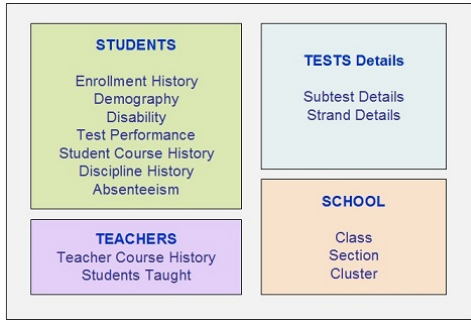 STUDENTS
Enrollment History
Demography
Disability
Test Performance
Student Course History
Discipline History
Absenteeism
TEACHERS
Teacher Course History
Students Taught
TESTS Details
Subtest Details
Strand Details
SCHOOL
Class
Section
Cluster